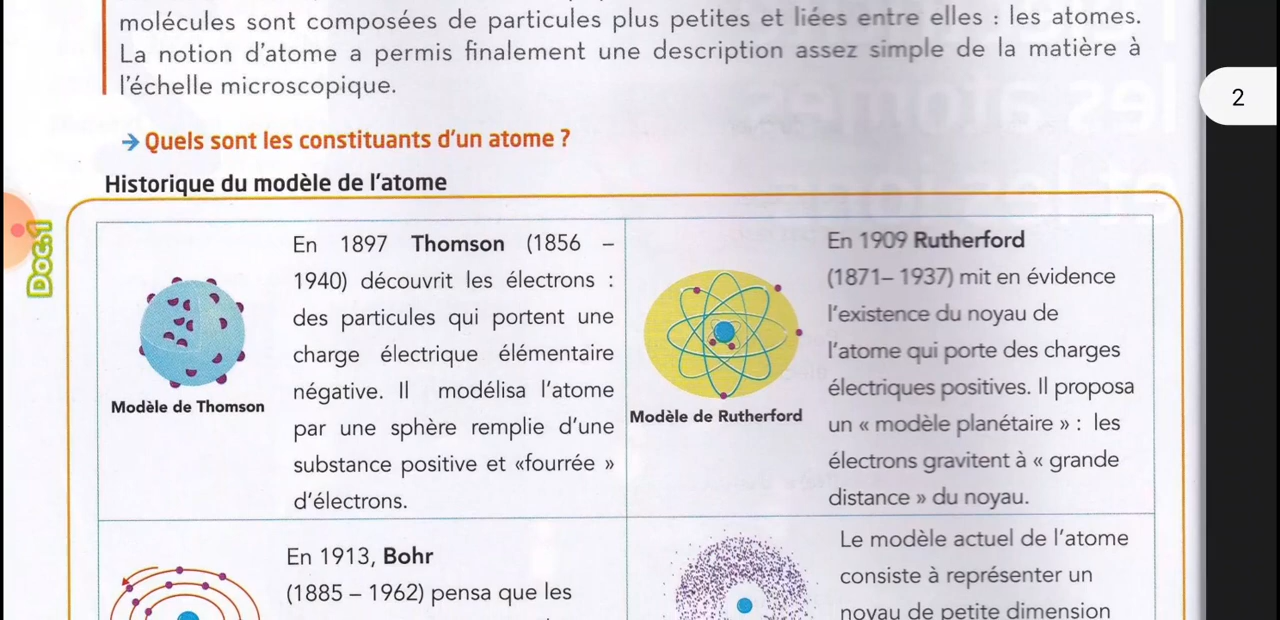 molécules sont composées de particules plus petites et liées entre elles : les atomes.
La notion d'atome a permis finalement une description assez simple de la matière à
l'échelle microscopique.
2
→ Quels sont les constituants d'un atome ?
Historique du modèle de l'atome
Doc.1
En 1897 Thomson (1856 –
1940) découvrit les électrons :
des particules qui portent une
charge électrique élémentaire
négative. Il modélisa l'atome
par une sphère remplie d'une
substance positive et «fourrée »
d'électrons.
Modèle de Thomson
En 1909 Rutherford
(1871– 1937) mit en évidence
l'existence du noyau de
l'atome qui porte des charges
électriques positives. Il proposa
un « modèle planétaire » : les
électrons gravitent à « grande
distance » du noyau.
Modèle de Rutherford
En 1913, Bohr
(1885 – 1962) pensa que les
Le modèle actuel de l'atome
consiste à représenter un
noyau de petite dimension